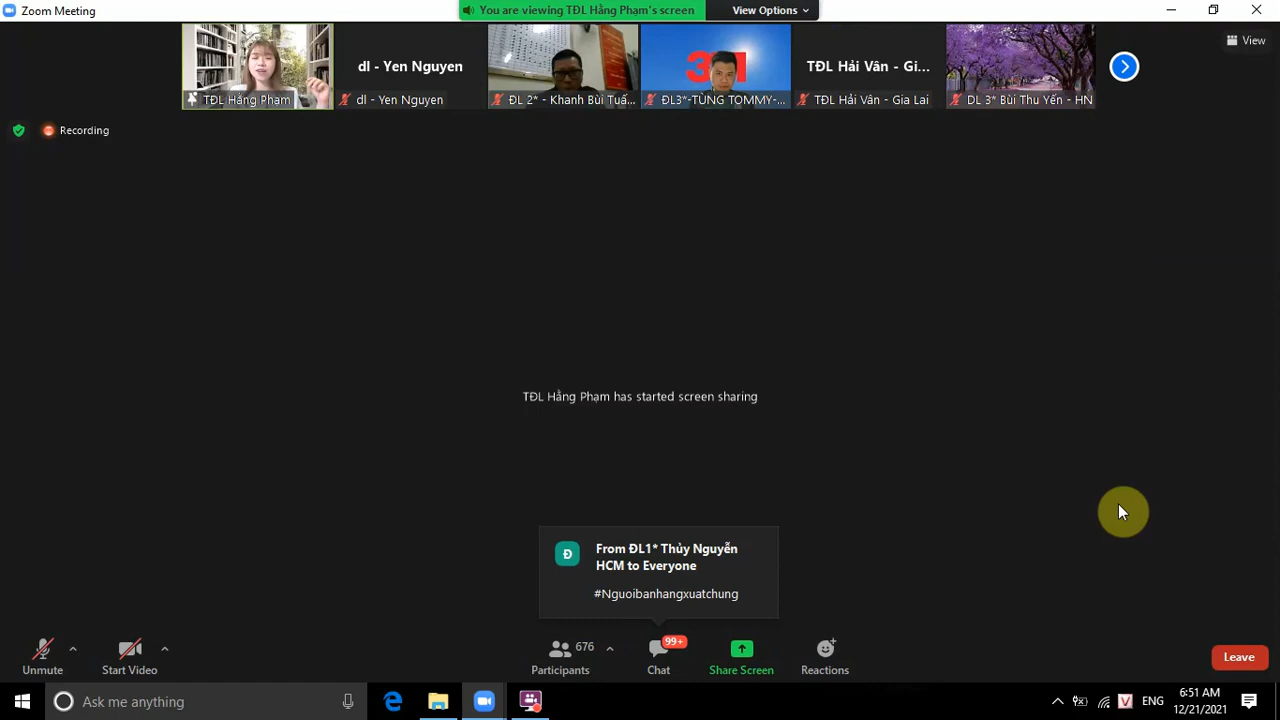 Zoom Meeting
You are viewing TĐL Hằng Phạm's screen
View Options
View
TĐL Hằng Phạm
dl - Yen Nguyen
dl - Yen Nguyen
ĐL 2* - Khanh Bùi Tuấ...
ĐL3*-TÙNG TOMMY-...
TĐL Hải Vân - Gi...
TĐL Hải Vân - Gia Lai
DL 3* Bùi Thu Yến - HN
Recording
TĐL Hằng Phạm has started screen sharing
Đ
From ĐL1* Thủy Nguyễn
HCM to Everyone
#Nguoibanhangxuatchung
Unmute
Start Video
676
Participants
99+
Chat
Share Screen
Reactions
Leave
Ask me anything
V
ENG
6:51 AM
12/21/2021